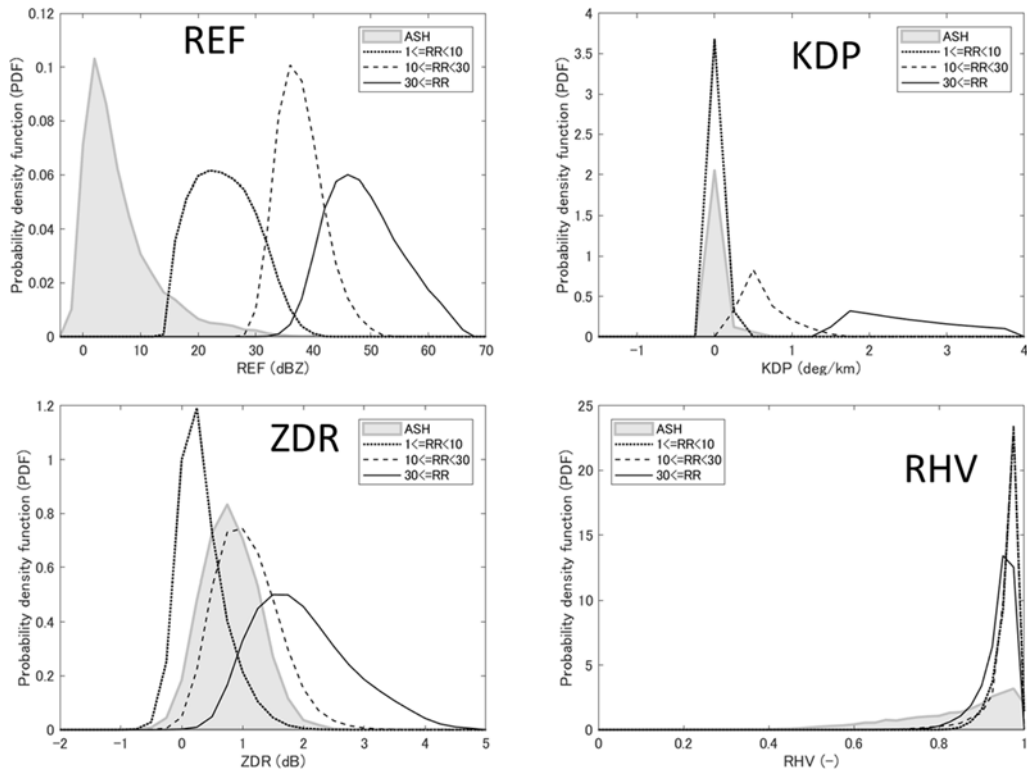 REF
ASH
1<=RR<10
10<=RR<30
30<=RR
Probability density function (PDF)
0.12
0.1
0.08
0.06
0.04
0.02
0
0 10 20 30 40 50 60 70
REF (dBZ)
KDP
ASH
1<=RR<10
10<=RR<30
30<=RR
Probability density function (PDF)
4
3.5
3
2.5
2
1.5
1
0.5
0
-1 0 1 2 3 4
KDP (deg/km)
ZDR
ASH
1<=RR<10
10<=RR<30
30<=RR
Probability density function (PDF)
1.2
1
0.8
0.6
0.4
0.2
0
-2 -1 0 1 2 3 4 5
ZDR (dB)
RHV
ASH
1<=RR<10
10<=RR<30
30<=RR
Probability density function (PDF)
25
20
15
10
5
0
0 0.2 0.4 0.6 0.8 1
RHV (-)